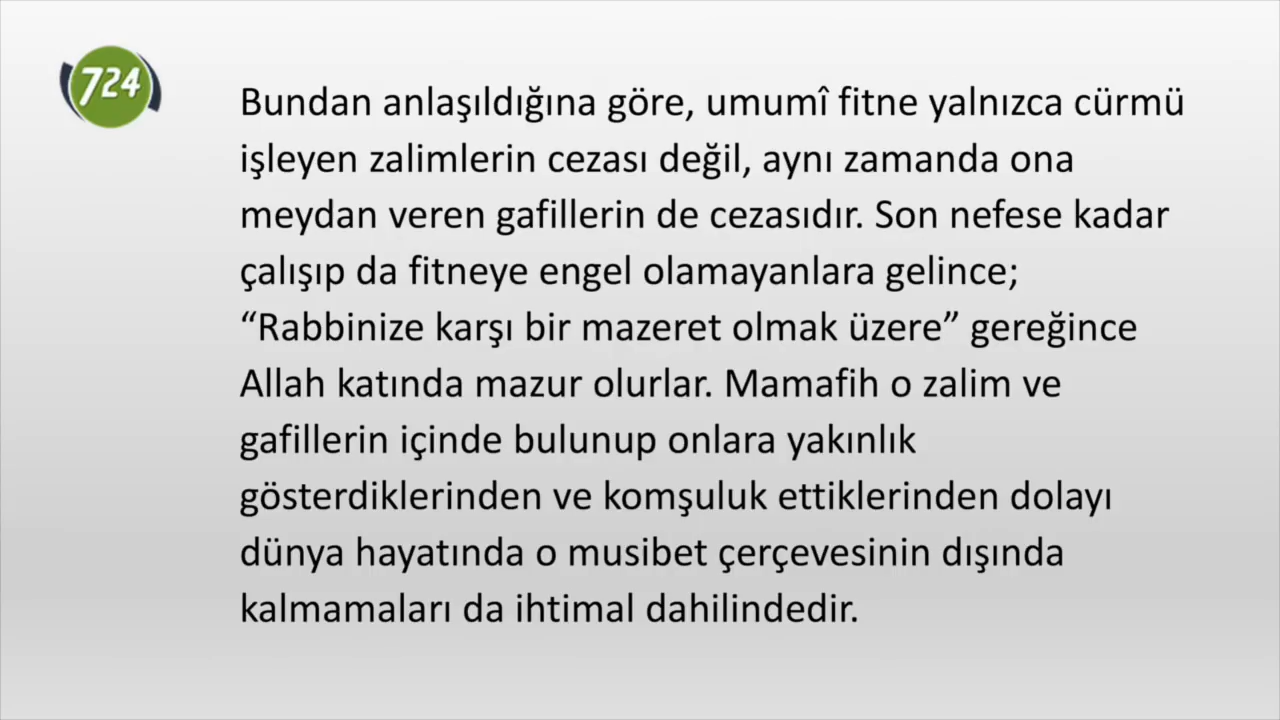 724
Bundan anlaşıldığına göre, umumî fitne yalnızca cürmü
işleyen zalimlerin cezası değil, aynı zamanda ona
meydan veren gafillerin de cezasıdır. Son nefese kadar
çalışıp da fitneye engel olamayanlara gelince;
“Rabbinize karşı bir mazeret olmak üzere” gereğince
Allah katında mazur olurlar. Mamafih o zalim ve
gafillerin içinde bulunup onlara yakınlık
gösterdiklerinden ve komşuluk ettiklerinden dolayı
dünya hayatında o musibet çerçevesinin dışında
kalmamaları da ihtimal dahilindedir.